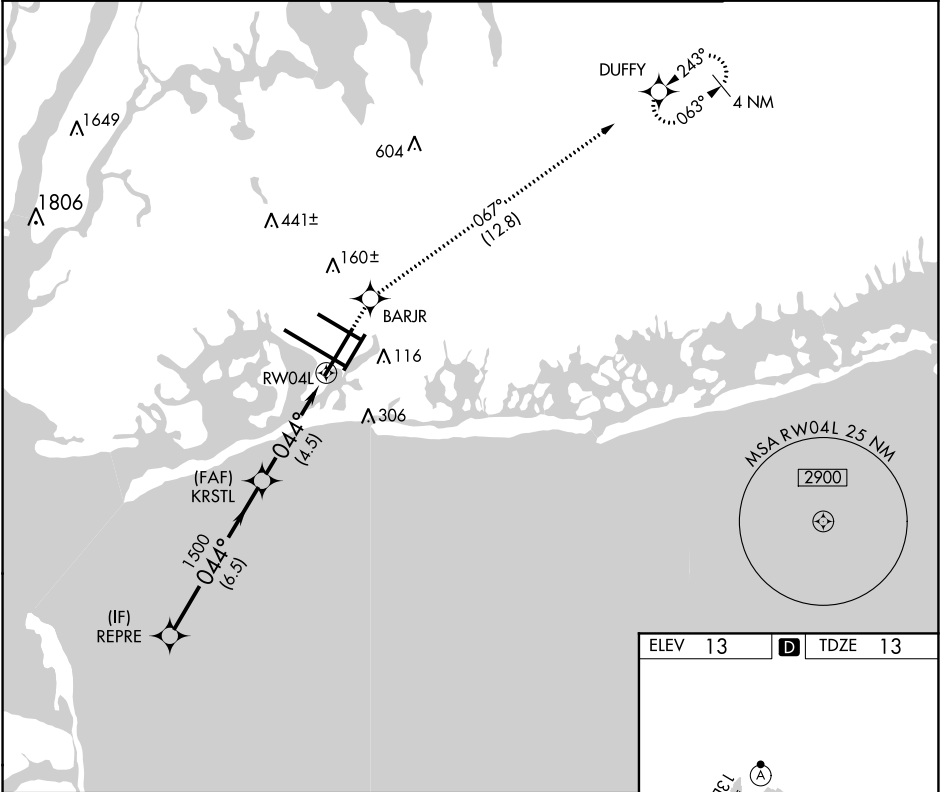 DUFFY
243°
063°
4 NM
1649
604
1806
441±
067°
(12.8)
160±
BARJR
116
RW04L
306
044°
(4.5)
(FAF)
KRSTL
MSA RW04L 25 NM
2900
1500
044°
(6.5)
(IF)
REPRE
ELEV 13 D TDZE 13
A